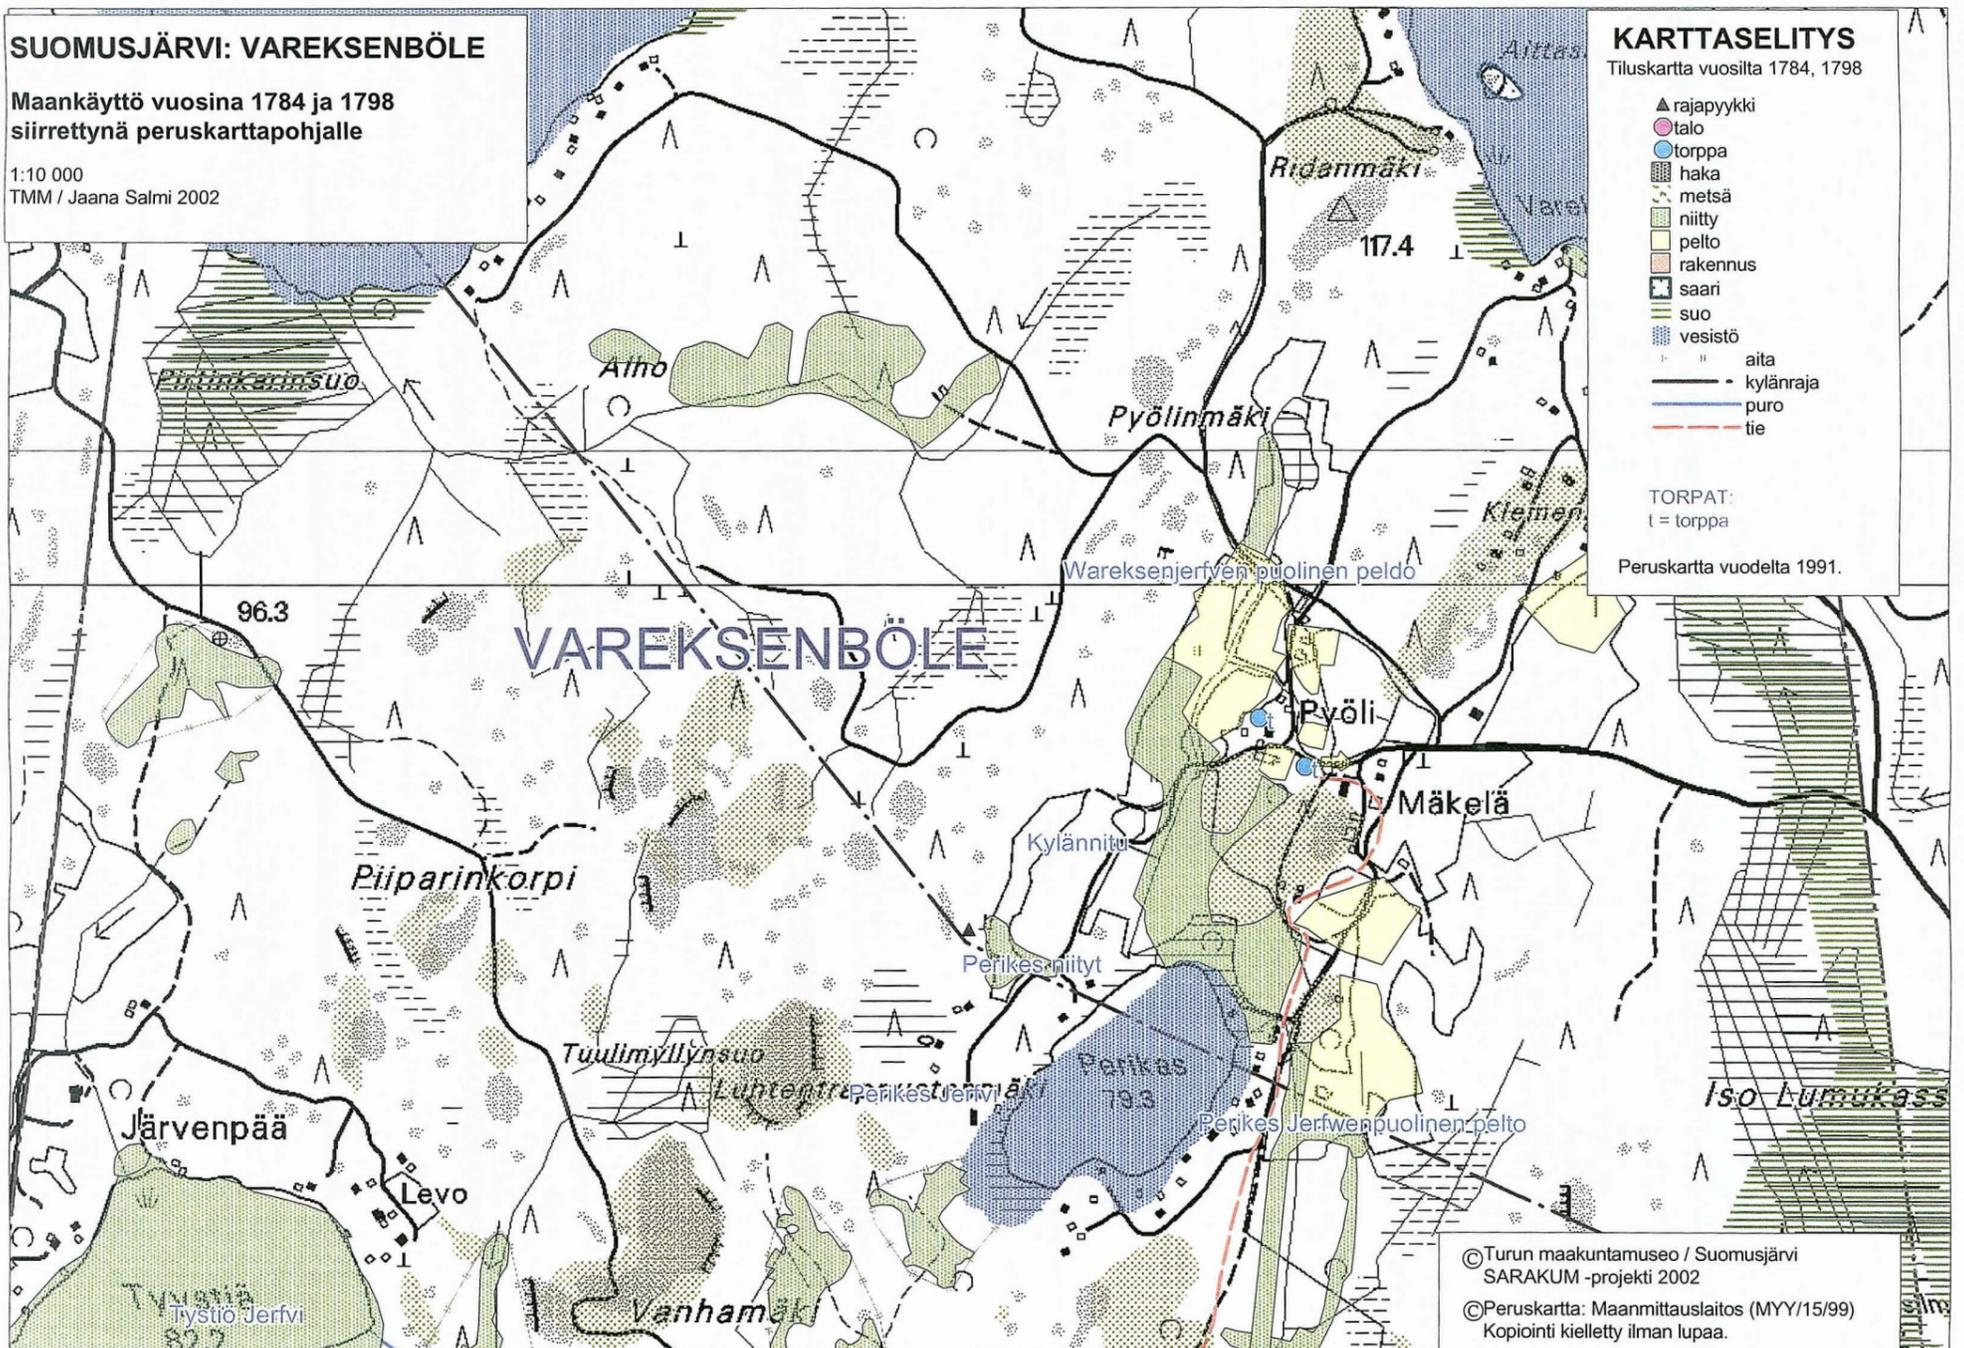 SUOMUSJÄRVI: VAREKSENBÖLE
Maankäyttö vuosina 1784 ja 1798
siirrettynä peruskarttapohjalle
1:10 000
TMM / Jaana Salmi 2002
KARTTASELITYS
Tiluskartta vuosilta 1784, 1798
rajapyykki
talo
torppa
haka
metsä
niitty
pelto
rakennus
saari
suo
vesistö
aita
kylänraja
puro
tie
TORPAT:
t = torppa
Peruskartta vuodelta 1991.
Ridanmäki
117.4
Alho
Pyölinmäki
Wareksenjerfven puolinen peldo
96.3
VAREKSENBÖLE
Pyöli
t
t
Mäkelä
Kylännitu
Piiparinkorpi
Perikes niityt
Tuulimyllynsuo
Perikes Jerfvi
Perikas
79.3
Perikes Jerfwenpuolinen pelto
Iso Lumukass
Järvenpää
Levo
Vanhamäki
Tyystiä
Tystiö Jerfvi
82.2
© Turun maakuntamuseo / Suomusjärvi
SARAKUM -projekti 2002
© Peruskartta: Maanmittauslaitos (MYY/15/99)
Kopiointi kielletty ilman lupaa.